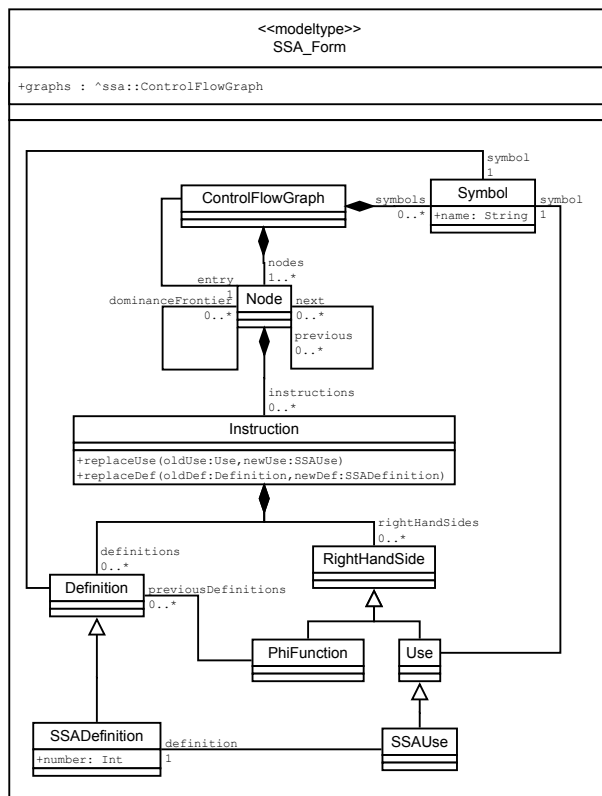 <<modeltype>>
SSA_Form
+graphs : ^ssa::ControlFlowGraph
symbol
1
ControlFlowGraph
symbols
0..*
Symbol
+name: String
symbol
1
nodes
1..*
entry
1
dominanceFrontier
0..*
Node
next
0..*
previous
0..*
instructions
0..*
Instruction
+replaceUse(oldUse:Use,newUse:SSAUse)
+replaceDef(oldDef:Definition,newDef:SSADefinition)
rightHandSides
0..*
definitions
0..*
RightHandSide
Definition
previousDefinitions
0..*
PhiFunction
Use
SSADefinition
+number: Int
definition
1
SSAUse